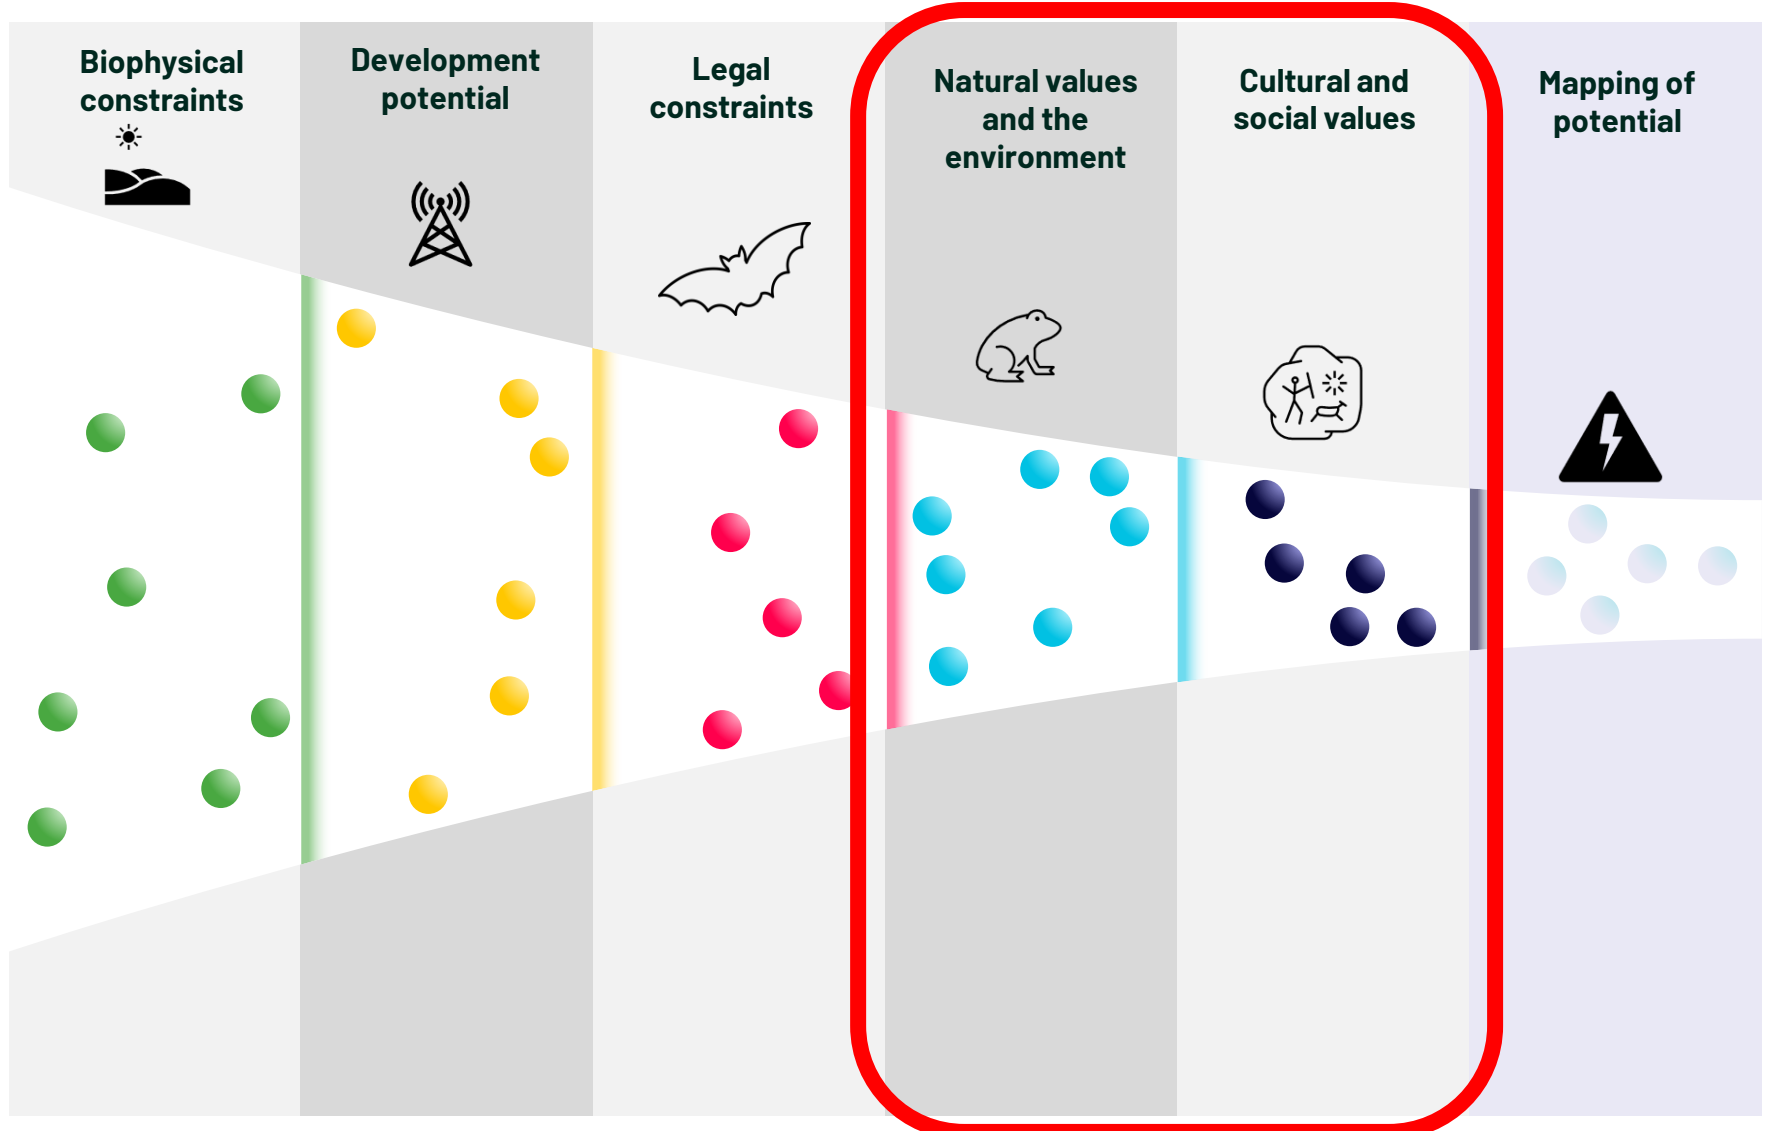 Biophysical
constraints
Development
potential
Legal
constraints
Natural values
and the
environment
Cultural and
social values
Mapping of
potential